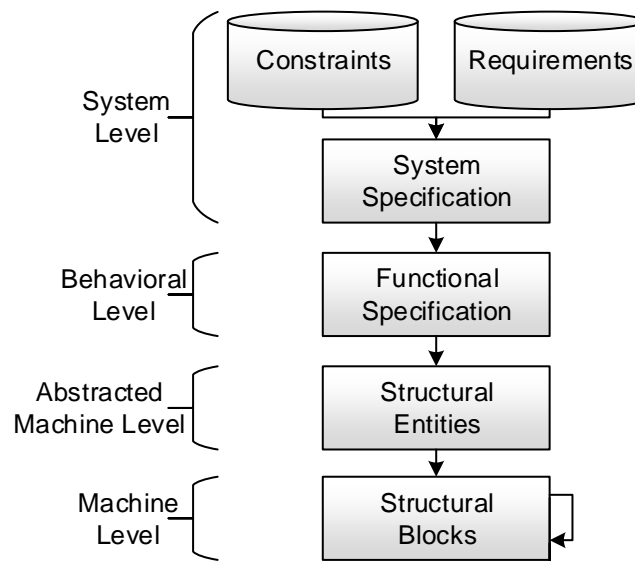 Constraints
Requirements
System
Level
System
Specification
Behavioral
Level
Functional
Specification
Abstracted
Machine Level
Structural
Entities
Machine
Level
Structural
Blocks